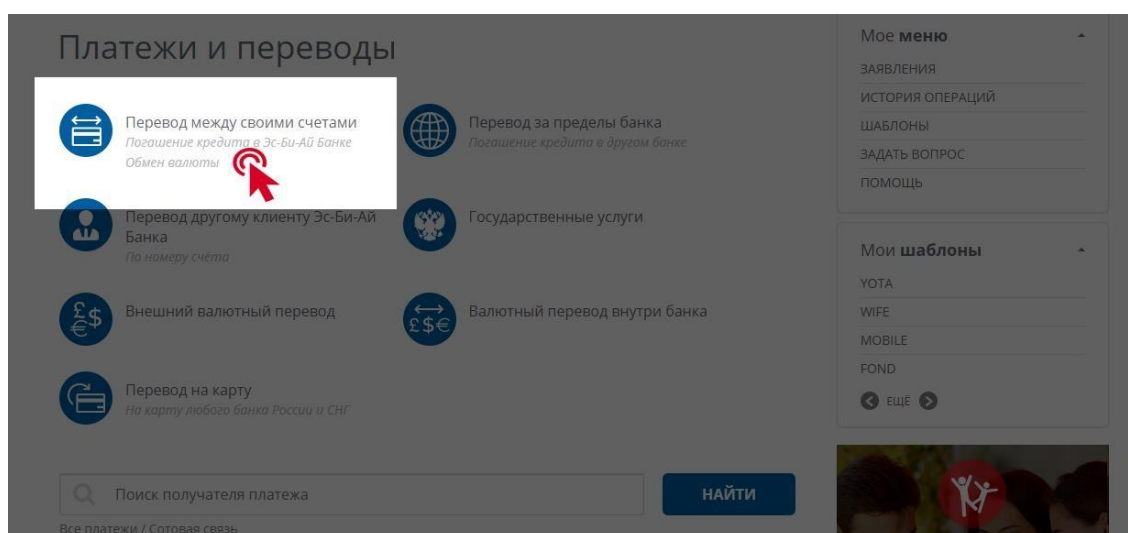 Платежи и переводы
Перевод между своими счетами
Погашение кредита в Эс-Би-Ай Банке
Обмен валюты
Перевод за пределы банка
Погашение кредита в другом банке
Перевод другому клиенту Эс-Би-Ай
Банка
По номеру счёта
Государственные услуги
Внешний валютный перевод
Валютный перевод внутри банка
Перевод на карту
На карту любого банка России и СНГ
Поиск получателя платежа
НАЙТИ
Все платежи / Сотовая связь
Мое меню
ЗАЯВЛЕНИЯ
ИСТОРИЯ ОПЕРАЦИЙ
ШАБЛОНЫ
ЗАДАТЬ ВОПРОС
ПОМОЩЬ
Мои шаблоны
YOTA
WIFE
MOBILE
FOND
ЕЩЁ